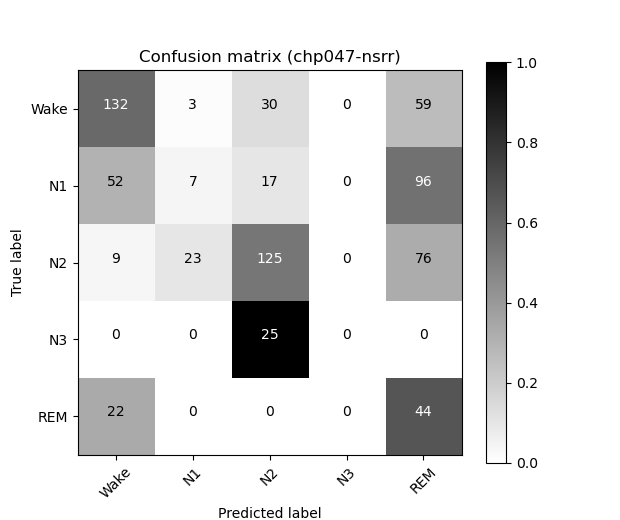 Confusion matrix (chp047-nsrr)
True label
Wake 132 3 30 0 59
N1 52 7 17 0 96
N2 9 23 125 0 76
N3 0 0 25 0 0
REM 22 0 0 0 44
Wake N1 N2 N3 REM
Predicted label
1.0
0.8
0.6
0.4
0.2
0.0